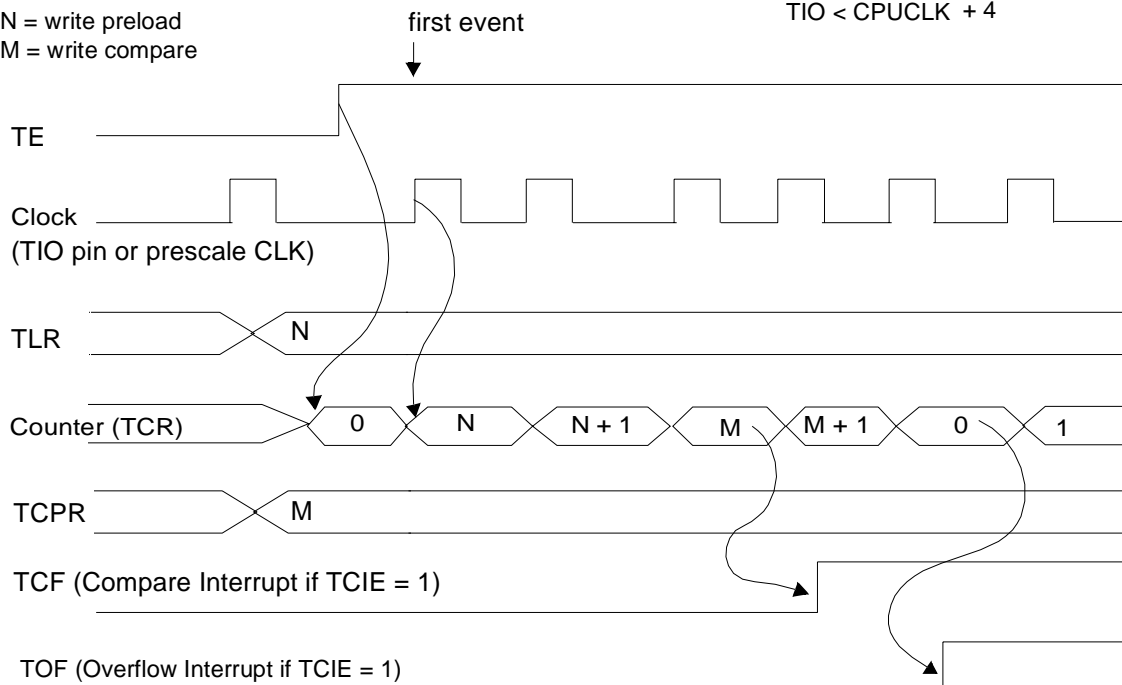 N = write preload
M = write compare
first event
TIO < CPUCLK + 4
TE
Clock
(TIO pin or prescale CLK)
TLR
N
Counter (TCR)
0
N
N + 1
M
M + 1
0
1
TCPR
M
TCF (Compare Interrupt if TCIE = 1)
TOF (Overflow Interrupt if TCIE = 1)